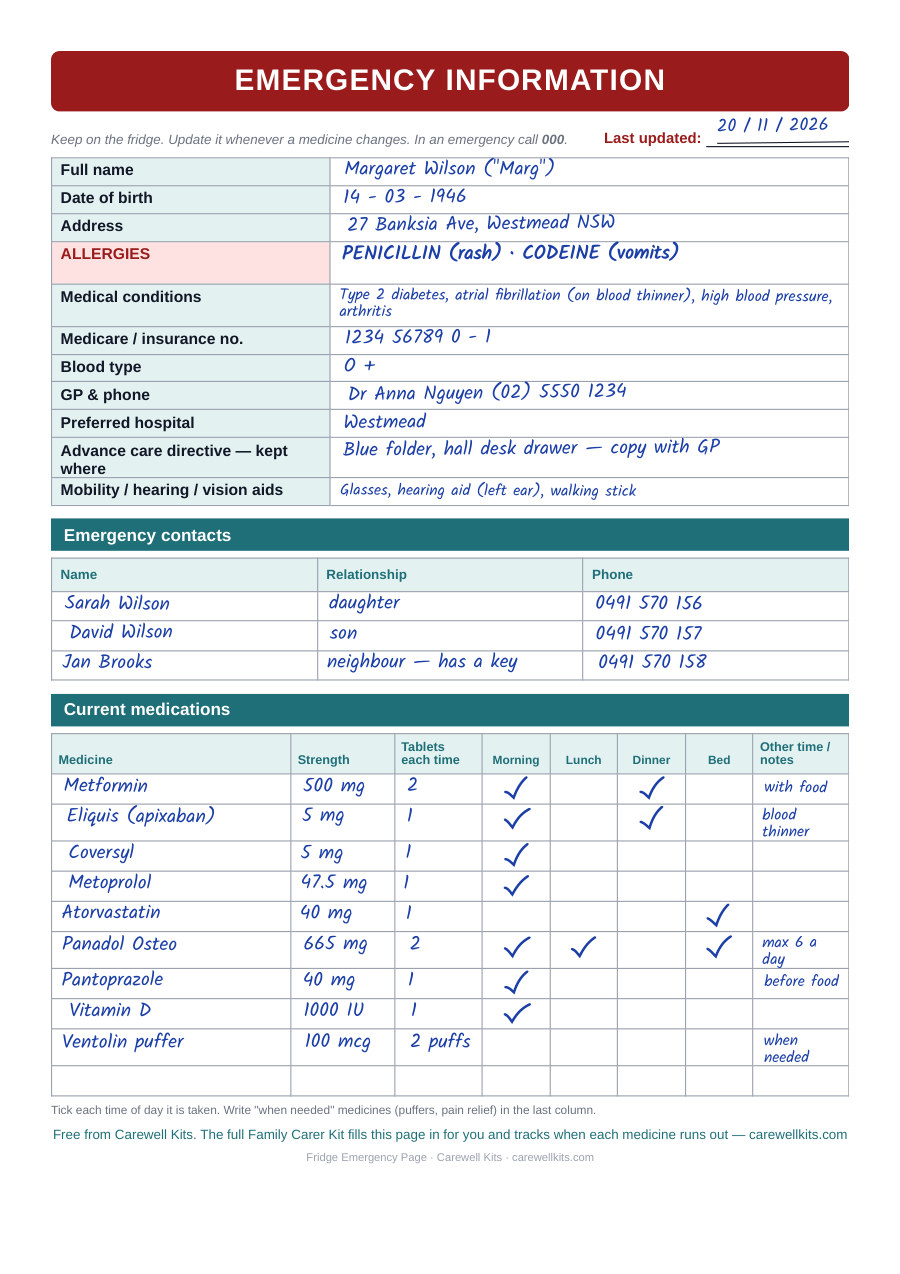 EMERGENCY INFORMATION
Keep on the fridge. Update it whenever a medicine changes. In an emergency call 000. Last updated: 20 / 11 / 2026
Full name Margaret Wilson ("Marg")
Date of birth 14 - 03 - 1946
Address 27 Banksia Ave, Westmead NSW
ALLERGIES PENICILLIN (rash) · CODEINE (vomits)
Medical conditions Type 2 diabetes, atrial fibrillation (on blood thinner), high blood pressure,
arthritis
Medicare / insurance no. 1234 56789 0 - 1
Blood type O +
GP & phone Dr Anna Nguyen (02) 5550 1234
Preferred hospital Westmead
Advance care directive — kept
where
Blue folder, hall desk drawer — copy with GP
Mobility / hearing / vision aids Glasses, hearing aid (left ear), walking stick
Emergency contacts
Name Relationship Phone
Sarah Wilson daughter 0491 570 156
David Wilson son 0491 570 157
Jan Brooks neighbour — has a key 0491 570 158
Current medications
Medicine Strength Tablets
each time Morning Lunch Dinner Bed Other time /
notes
Metformin 500 mg 2 ✓ ✓ with food
Eliquis (apixaban) 5 mg 1 ✓ ✓ blood
thinner
Coversyl 5 mg 1 ✓
Metoprolol 47.5 mg 1 ✓
Atorvastatin 40 mg 1 ✓
Panadol Osteo 665 mg 2 ✓ ✓ ✓ max 6 a
day
Pantoprazole 40 mg 1 ✓ before food
Vitamin D 1000 IU 1 ✓
Ventolin puffer 100 mcg 2 puffs when
needed
Tick each time of day it is taken. Write "when needed" medicines (puffers, pain relief) in the last column.
Free from Carewell Kits. The full Family Carer Kit fills this page in for you and tracks when each medicine runs out — carewellkits.com
Fridge Emergency Page · Carewell Kits · carewellkits.com